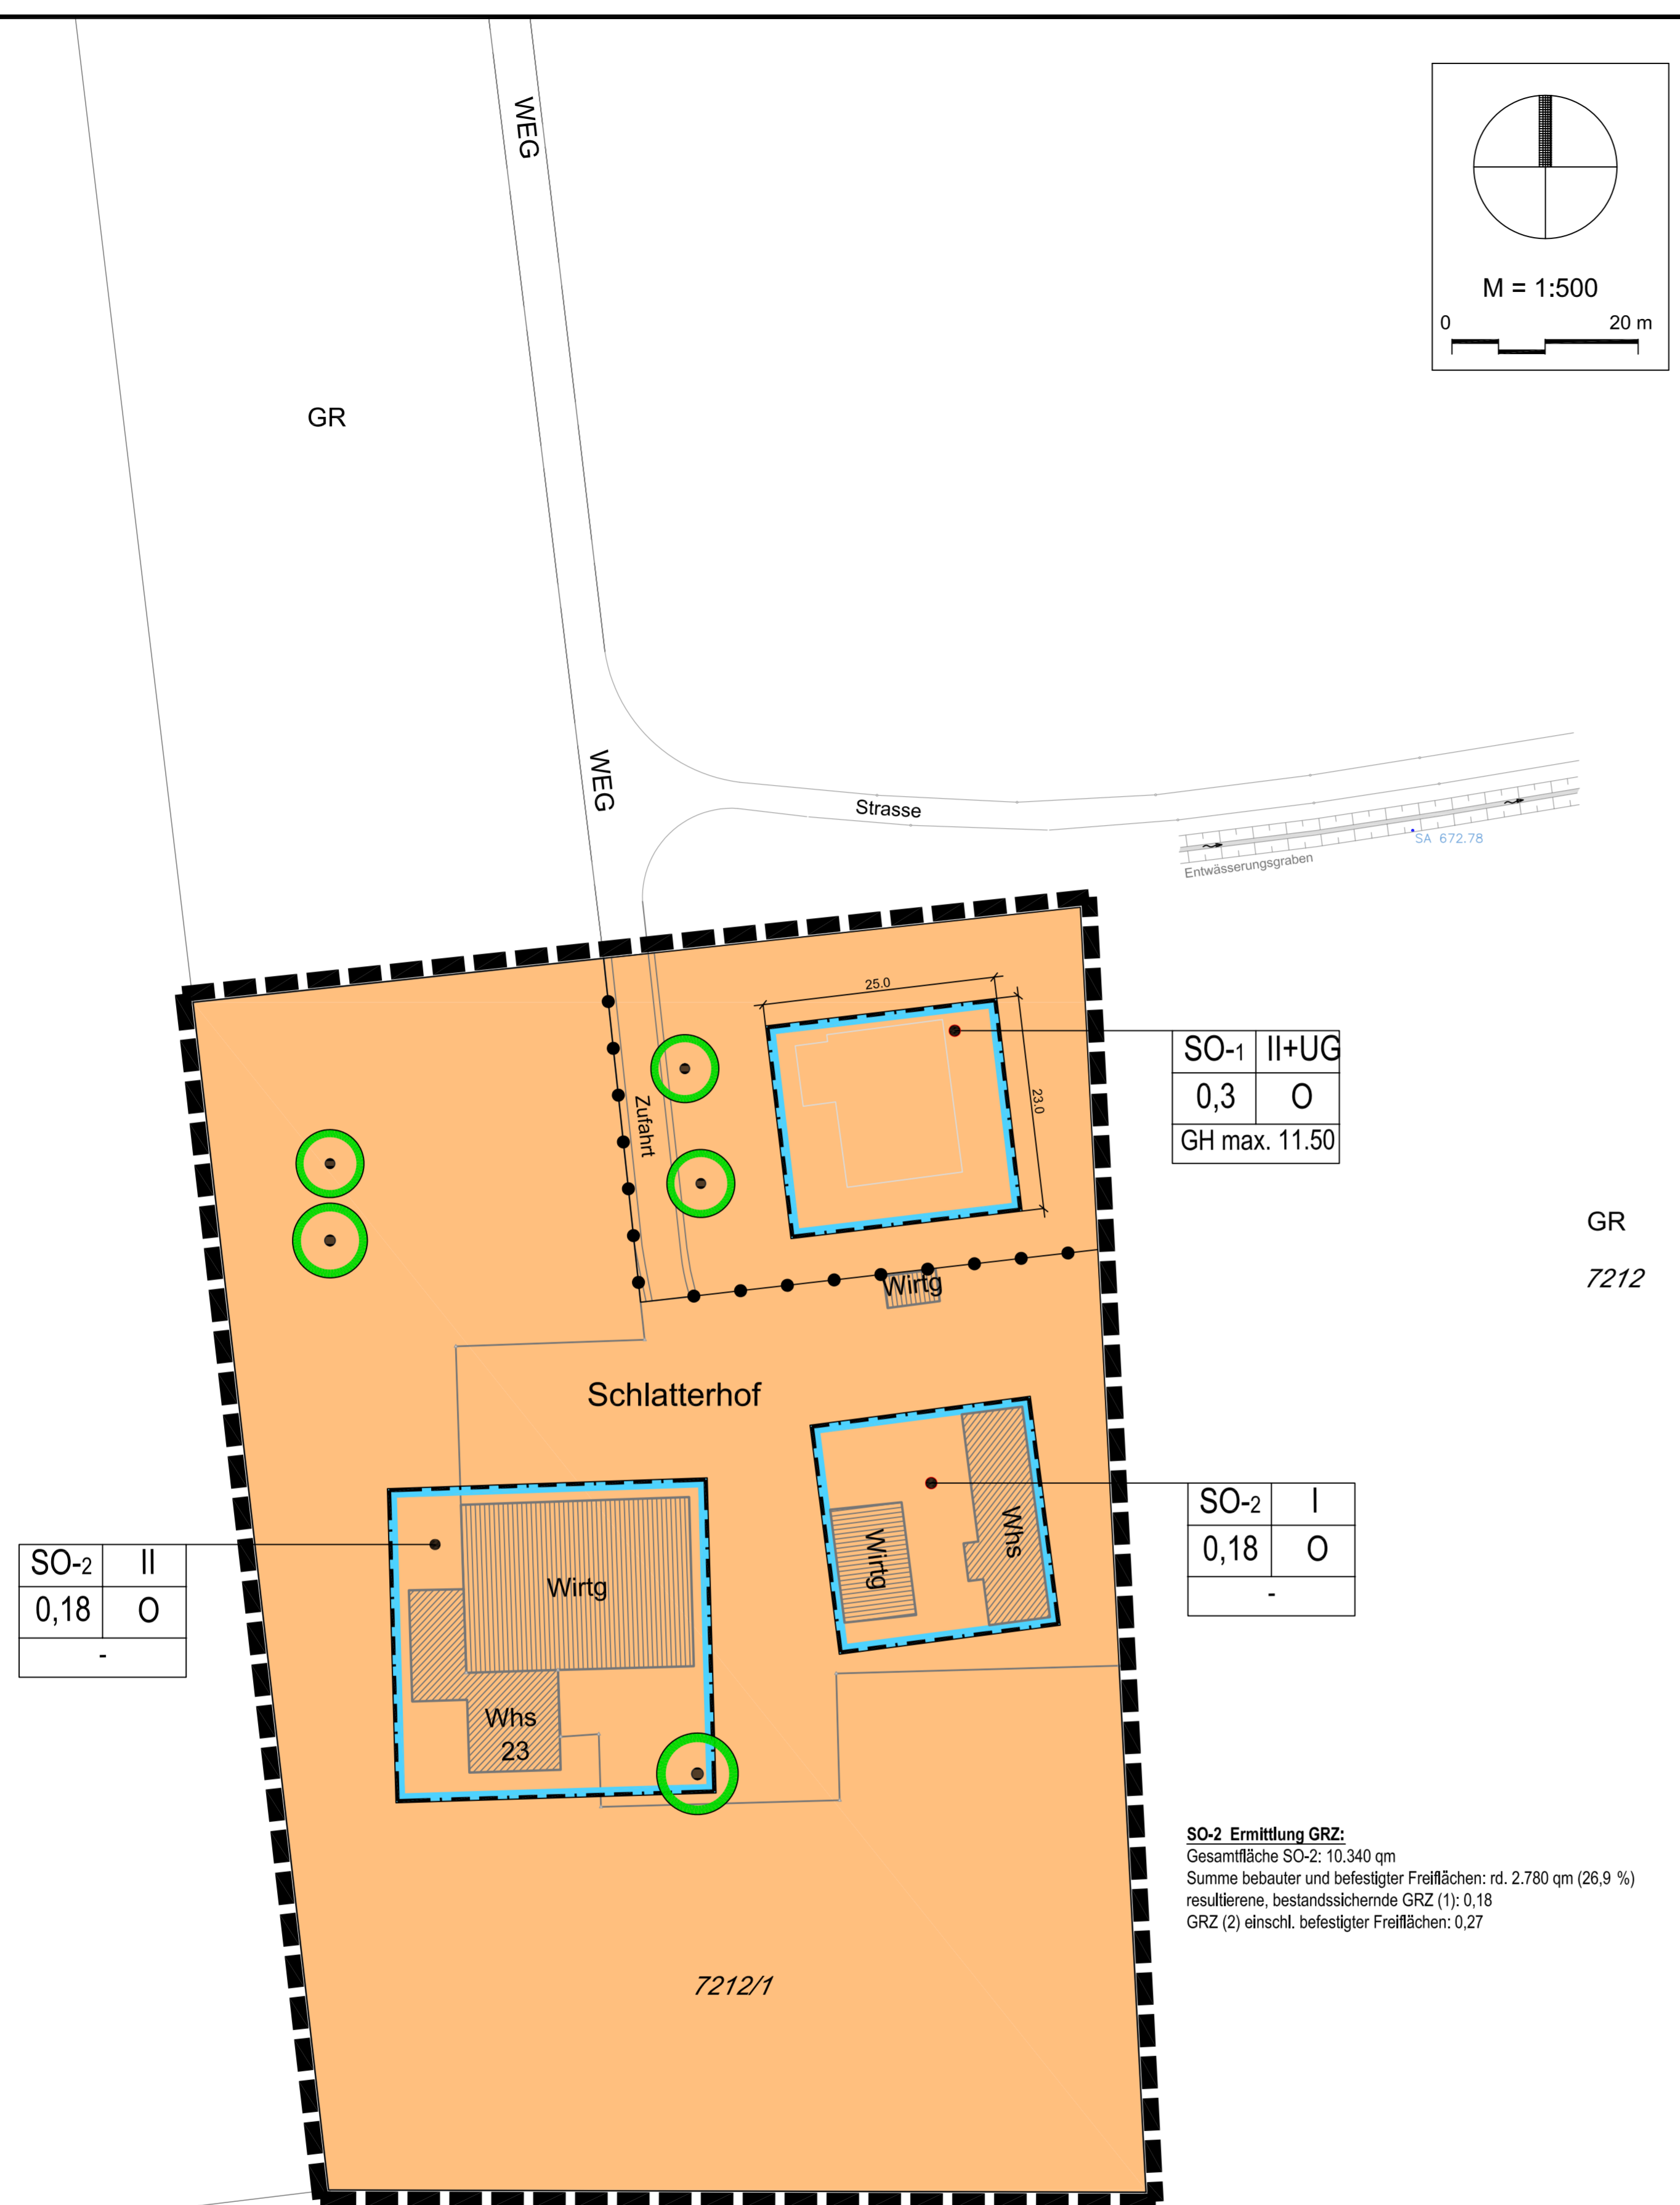 WEG
M = 1:500
0 20 m
GR
WEG
Strasse
SA 672.78
Entwässerungsgraben
25.0
23.0
SO-1 II+UG
0,3 O
GH max. 11.50
Zufahrt
GR
7212
Wirtg
Schlatterhof
SO-2 I
0,18 O
-
Whs
Wirtg
SO-2 II
0,18 O
-
Wirtg
Whs
23
SO-2 Ermittlung GRZ:
Gesamtfläche SO-2: 10.340 qm
Summe bebauter und befestigter Freiflächen: rd. 2.780 qm (26,9 %)
resultierene, bestandssichernde GRZ (1): 0,18
GRZ (2) einschl. befestigter Freiflächen: 0,27
7212/1